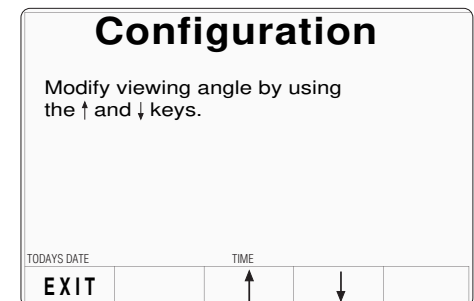 Configuration
Modify viewing angle by using
the ↑ and ↓ keys.
TODAYS DATE TIME
EXIT ↑ ↓